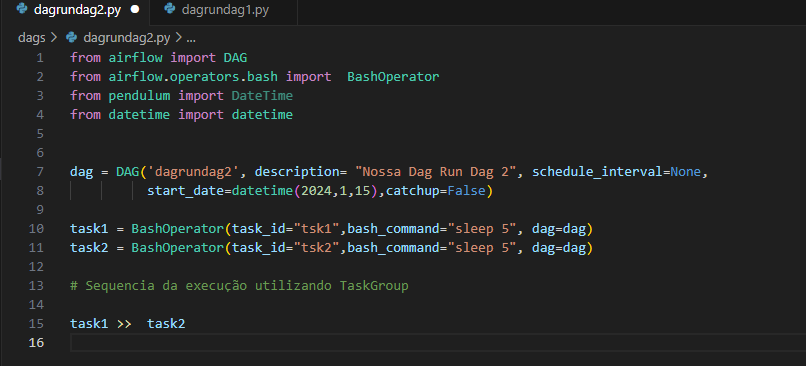 dagrundag2.py ● dagrundag1.py
dags > dagrundag2.py > ...
1 from airflow import DAG
2 from airflow.operators.bash import  BashOperator
3 from pendulum import DateTime
4 from datetime import datetime
5
6
7 dag = DAG('dagrundag2', description= "Nossa Dag Run Dag 2", schedule_interval=None,
8           start_date=datetime(2024,1,15),catchup=False)
9
10 task1 = BashOperator(task_id="tsk1",bash_command="sleep 5", dag=dag)
11 task2 = BashOperator(task_id="tsk2",bash_command="sleep 5", dag=dag)
12
13 # Sequencia da execução utilizando TaskGroup
14
15 task1 >>  task2
16